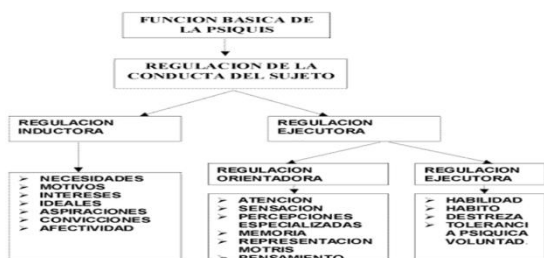 FUNCION BASICA DE
LA PSIQUIS
REGULACION DE LA
CONDUCTA DEL SUJETO
REGULACION
INDUCTORA
REGULACION
EJECUTORA
NECESIDADES
MOTIVOS
INTERESES
IDEALES
ASPIRACIONES
CONVICCIONES
AFECTIVIDAD
REGULACION
ORIENTADORA
ATENCION
SENSACION
PERCEPCIONES
ESPECIALIZADAS
MEMORIA
REPRESENTACION
MOTRIS
PENSAMIENTO
REGULACION
EJECUTORA
HABILIDAD
HABITO
DESTREZA
TOLERANCI
A PSIQUICA
VOLUNTAD.